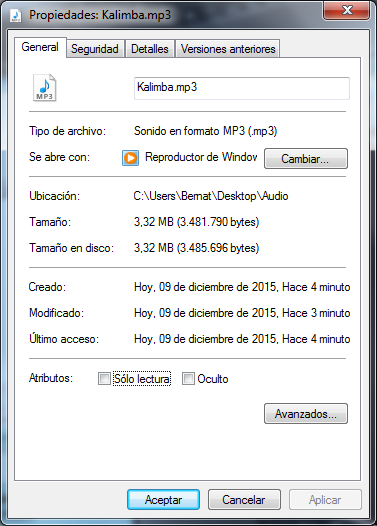 Propiedades: Kalimba.mp3
General Seguridad Detalles Versiones anteriores
MP3 Kalimba.mp3
Tipo de archivo: Sonido en formato MP3 (.mp3)
Se abre con: Reproductor de Windov Cambiar...
Ubicación: C:\Users\Bernat\Desktop\Audio
Tamaño: 3,32 MB (3.481.790 bytes)
Tamaño en disco: 3,32 MB (3.485.696 bytes)
Creado: Hoy, 09 de diciembre de 2015, Hace 4 minuto
Modificado: Hoy, 09 de diciembre de 2015, Hace 3 minuto
Último acceso: Hoy, 09 de diciembre de 2015, Hace 4 minuto
Atributos: Sólo lectura Oculto
Avanzados...
Aceptar Cancelar Aplicar